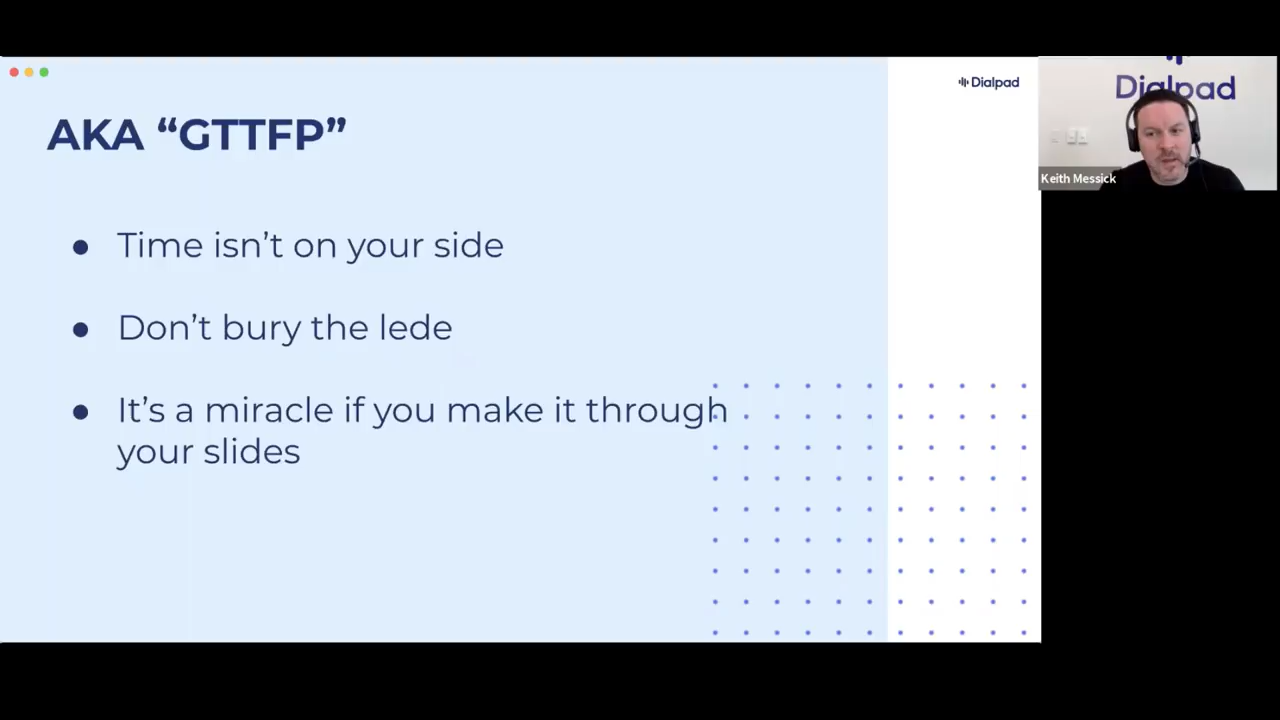 AKA “GTTFP”
● Time isn’t on your side
● Don’t bury the lede
● It’s a miracle if you make it through
your slides
Dialpad
Dialpad
Keith Messick